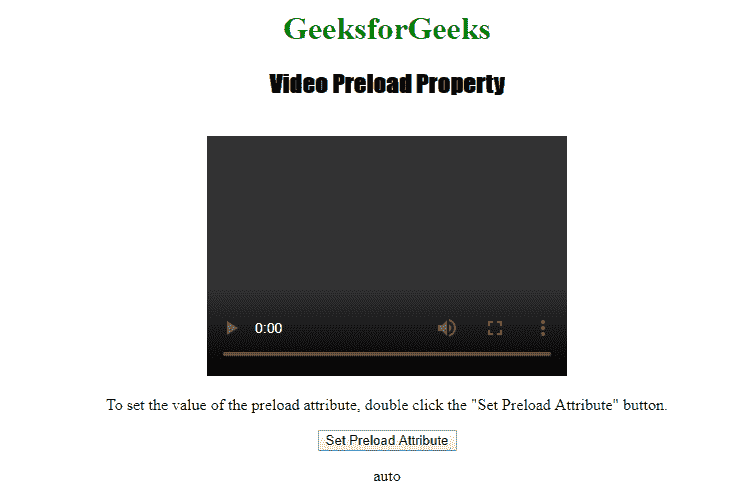 GeeksforGeeks
Video Preload Property
0:00
To set the value of the preload attribute, double click the "Set Preload Attribute" button.
Set Preload Attribute
auto